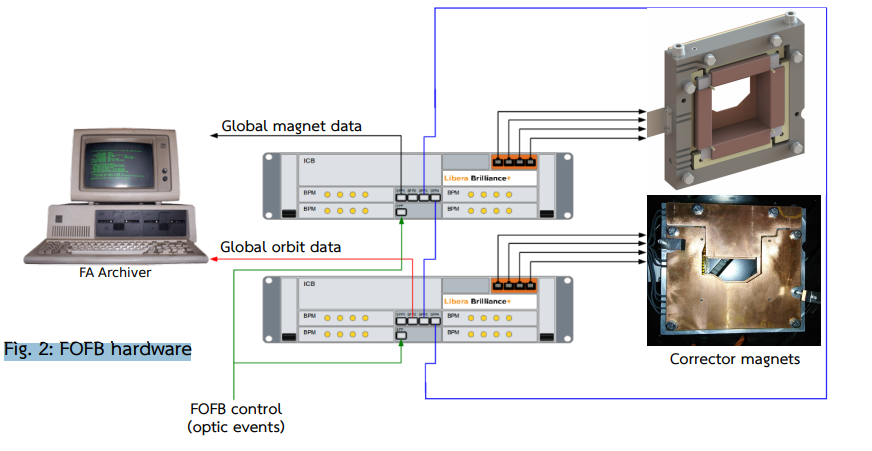 Global magnet data
ICB
Libera Brilliance+
BPM
BPM
BPM
BPM
Global orbit data
FA Archiver
ICB
Libera Brilliance+
BPM
BPM
BPM
BPM
Fig. 2: FOFB hardware
Corrector magnets
FOFB control
(optic events)